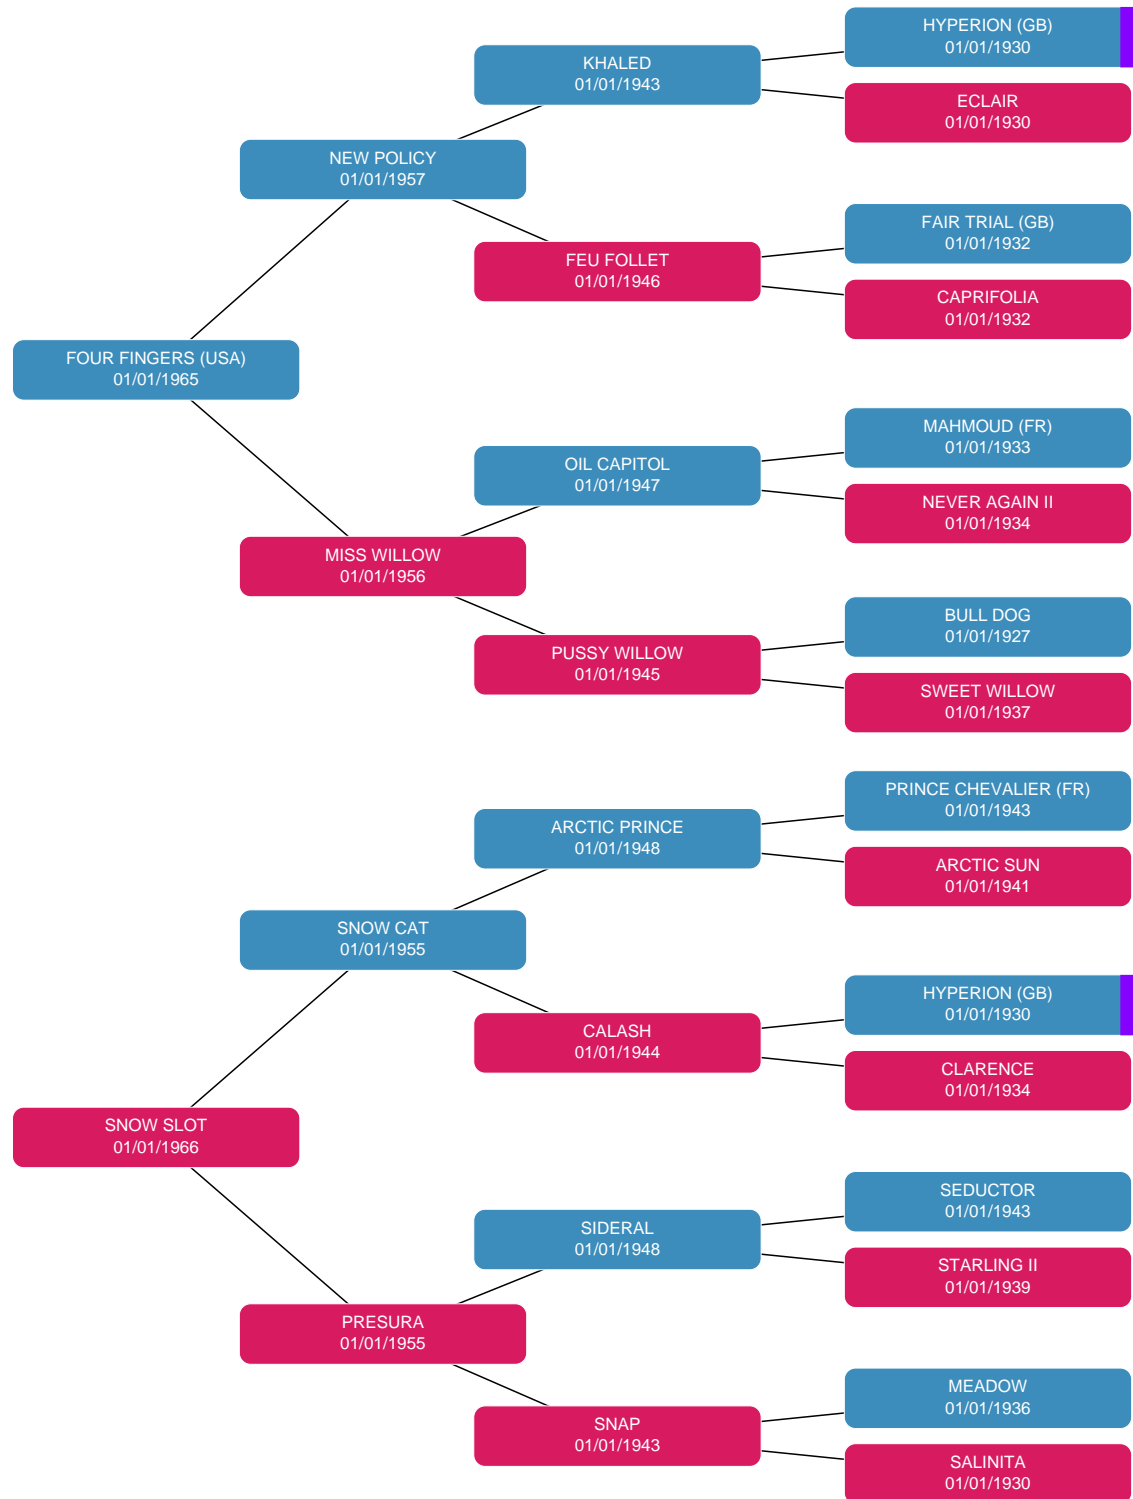 HYPERION (GB)
01/01/1930
KHALED
01/01/1943
ECLAIR
01/01/1930
NEW POLICY
01/01/1957
FAIR TRIAL (GB)
01/01/1932
FEU FOLLET
01/01/1946
CAPRIFOLIA
01/01/1932
FOUR FINGERS (USA)
01/01/1965
MAHMOUD (FR)
01/01/1933
OIL CAPITOL
01/01/1947
NEVER AGAIN II
01/01/1934
MISS WILLOW
01/01/1956
BULL DOG
01/01/1927
PUSSY WILLOW
01/01/1945
SWEET WILLOW
01/01/1937
PRINCE CHEVALIER (FR)
01/01/1943
ARCTIC PRINCE
01/01/1948
ARCTIC SUN
01/01/1941
SNOW CAT
01/01/1955
HYPERION (GB)
01/01/1930
CALASH
01/01/1944
CLARENCE
01/01/1934
SNOW SLOT
01/01/1966
SEDUCTOR
01/01/1943
SIDERAL
01/01/1948
STARLING II
01/01/1939
PRESURA
01/01/1955
MEADOW
01/01/1936
SNAP
01/01/1943
SALINITA
01/01/1930